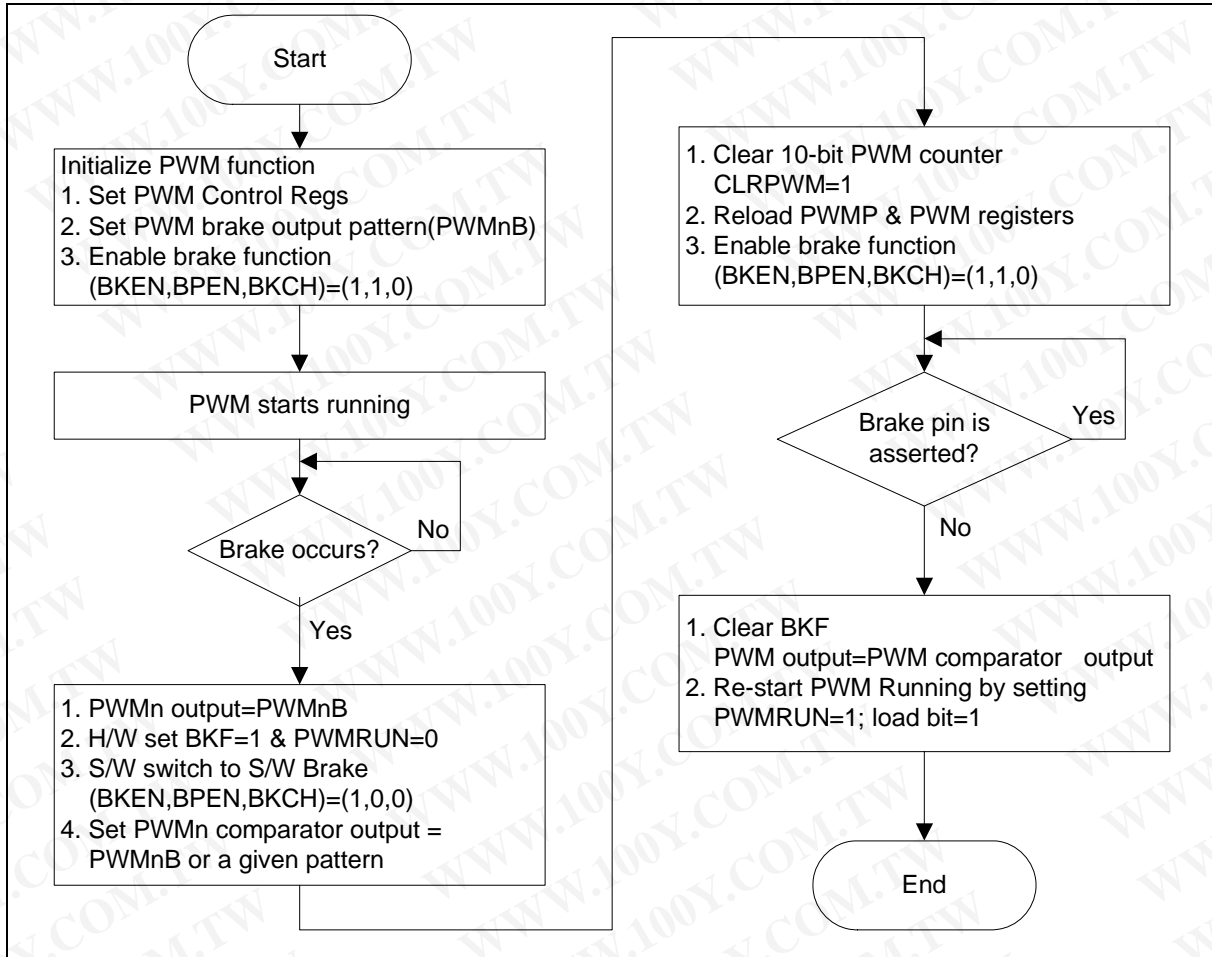 Start
Initialize PWM function
1. Set PWM Control Regs
2. Set PWM brake output pattern(PWMnB)
3. Enable brake function
(BKEN,BPEN,BKCH)=(1,1,0)
PWM starts running
Brake occurs?
No
Yes
1. PWMn output=PWMnB
2. H/W set BKF=1 & PWMRUN=0
3. S/W switch to S/W Brake
(BKEN,BPEN,BKCH)=(1,0,0)
4. Set PWMn comparator output =
PWMnB or a given pattern
1. Clear 10-bit PWM counter
CLRPWM=1
2. Reload PWMP & PWM registers
3. Enable brake function
(BKEN,BPEN,BKCH)=(1,1,0)
Brake pin is
asserted?
Yes
No
1. Clear BKF
PWM output=PWM comparator output
2. Re-start PWM Running by setting
PWMRUN=1; load bit=1
End
WWW.100Y.COM.TW